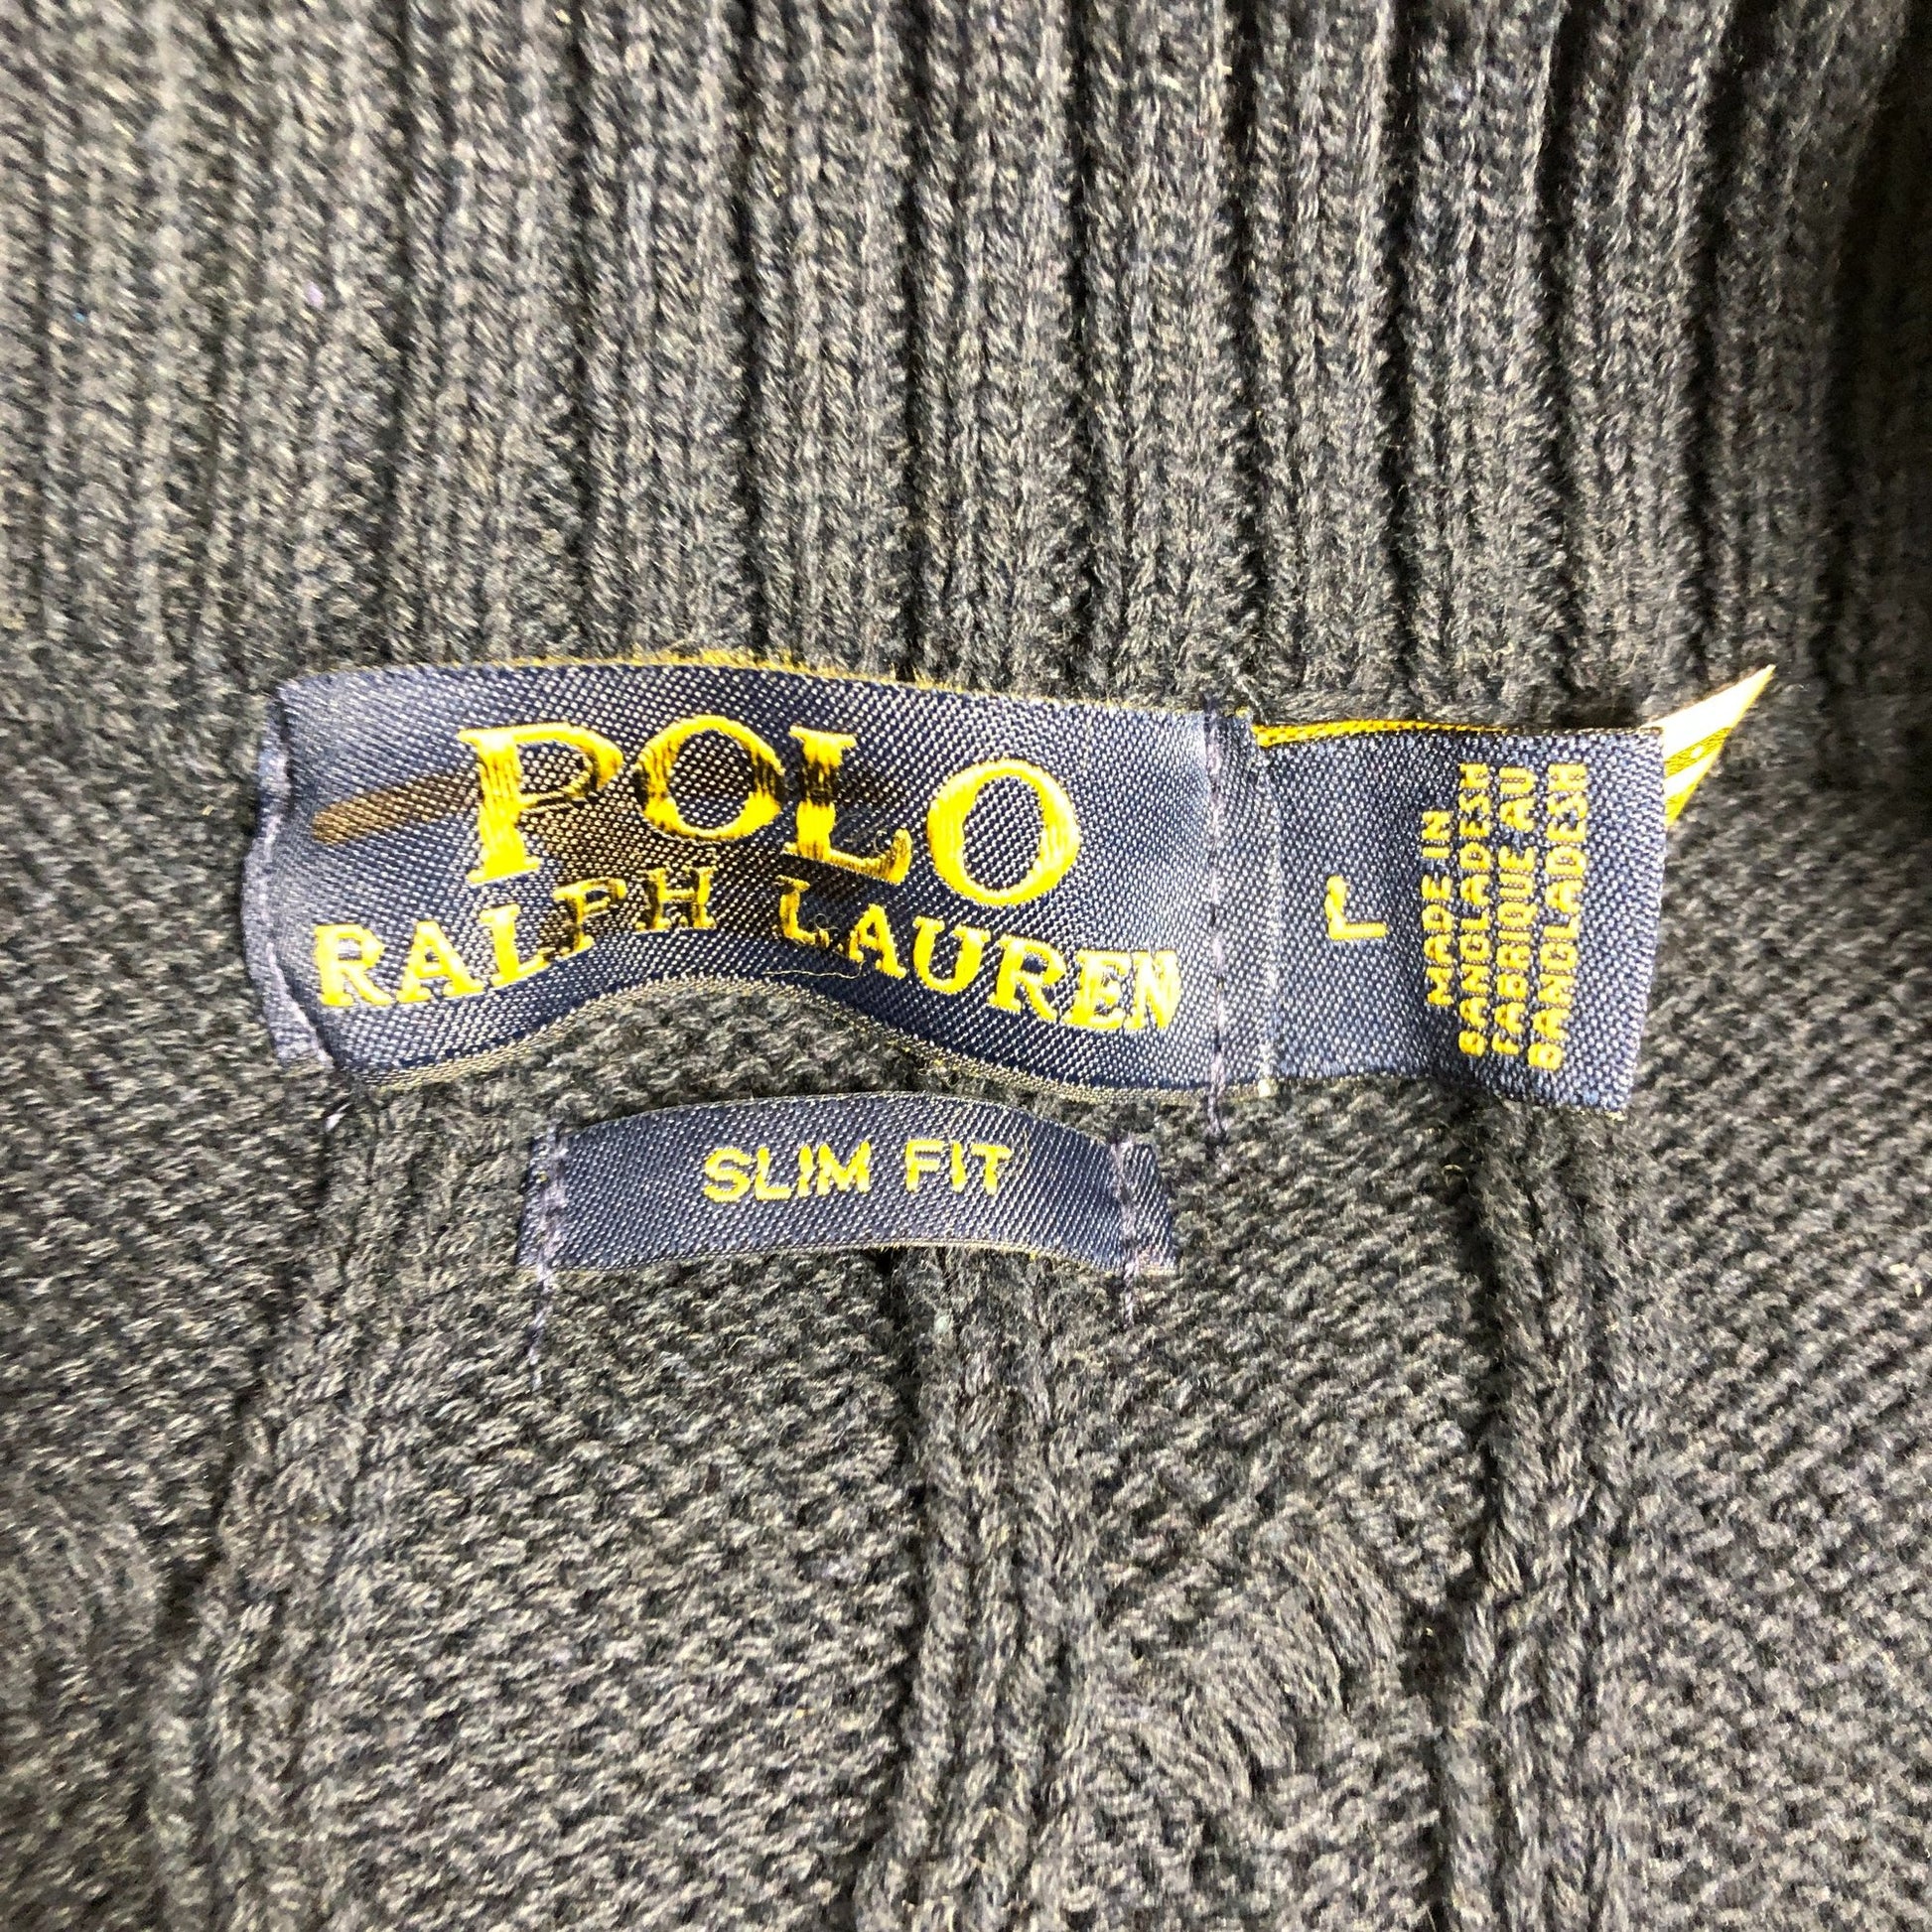 POLO
RALPH LAUREN
L
MADE IN
BANGLADESH
FABRIQUE AU
BANGLADESH
SLIM FIT